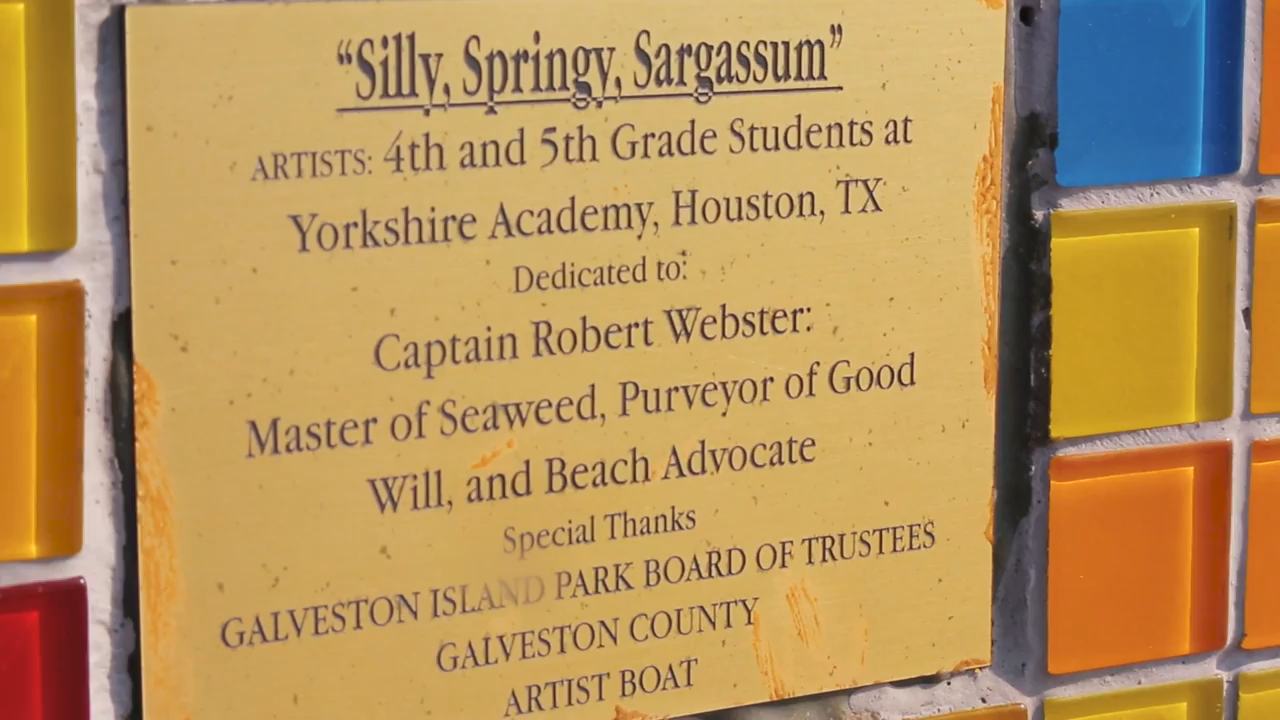 “Silly, Springy, Sargassum”
ARTISTS: 4th and 5th Grade Students at
Yorkshire Academy, Houston, TX
Dedicated to:
Captain Robert Webster:
Master of Seaweed, Purveyor of Good
Will, and Beach Advocate
Special Thanks
GALVESTON ISLAND PARK BOARD OF TRUSTEES
GALVESTON COUNTY
ARTIST BOAT